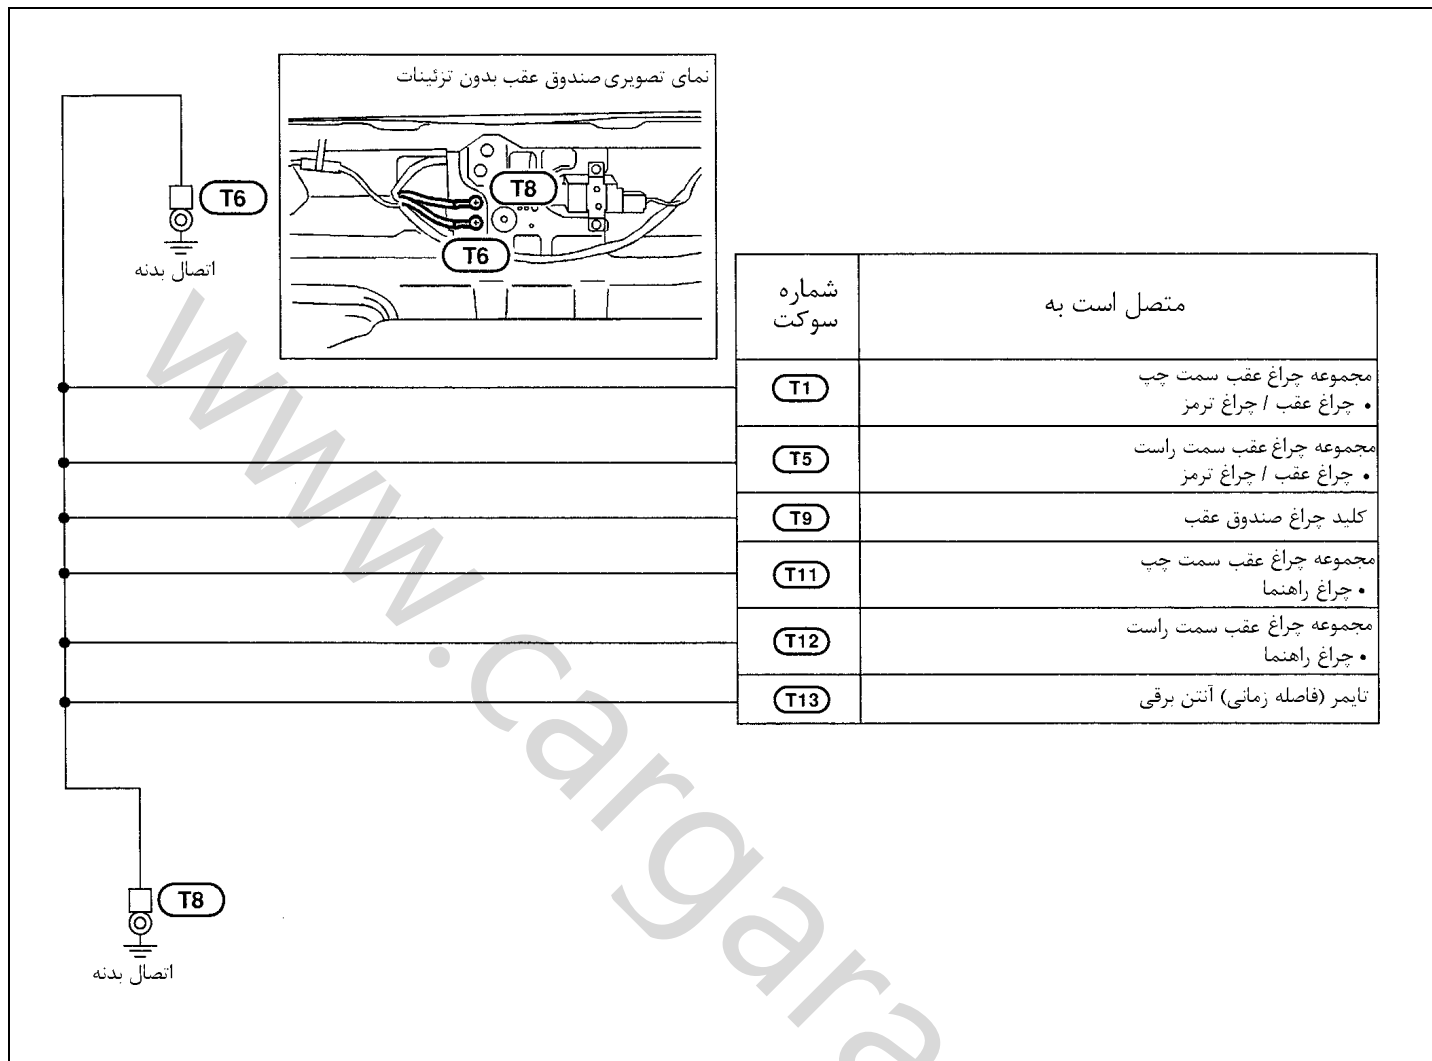 نمای تصویری صندوق عقب بدون تزئینات
T8
T6
T6
اتصال بدنه
شماره سوکت
متصل است به
T1
مجموعه چراغ عقب سمت چپ
• چراغ عقب / چراغ ترمز
T5
مجموعه چراغ عقب سمت راست
• چراغ عقب / چراغ ترمز
T9
کلید چراغ صندوق عقب
T11
مجموعه چراغ عقب سمت چپ
• چراغ راهنما
T12
مجموعه چراغ عقب سمت راست
• چراغ راهنما
T13
تایمر (فاصله زمانی) آنتن برقی
T8
اتصال بدنه
www.cargara